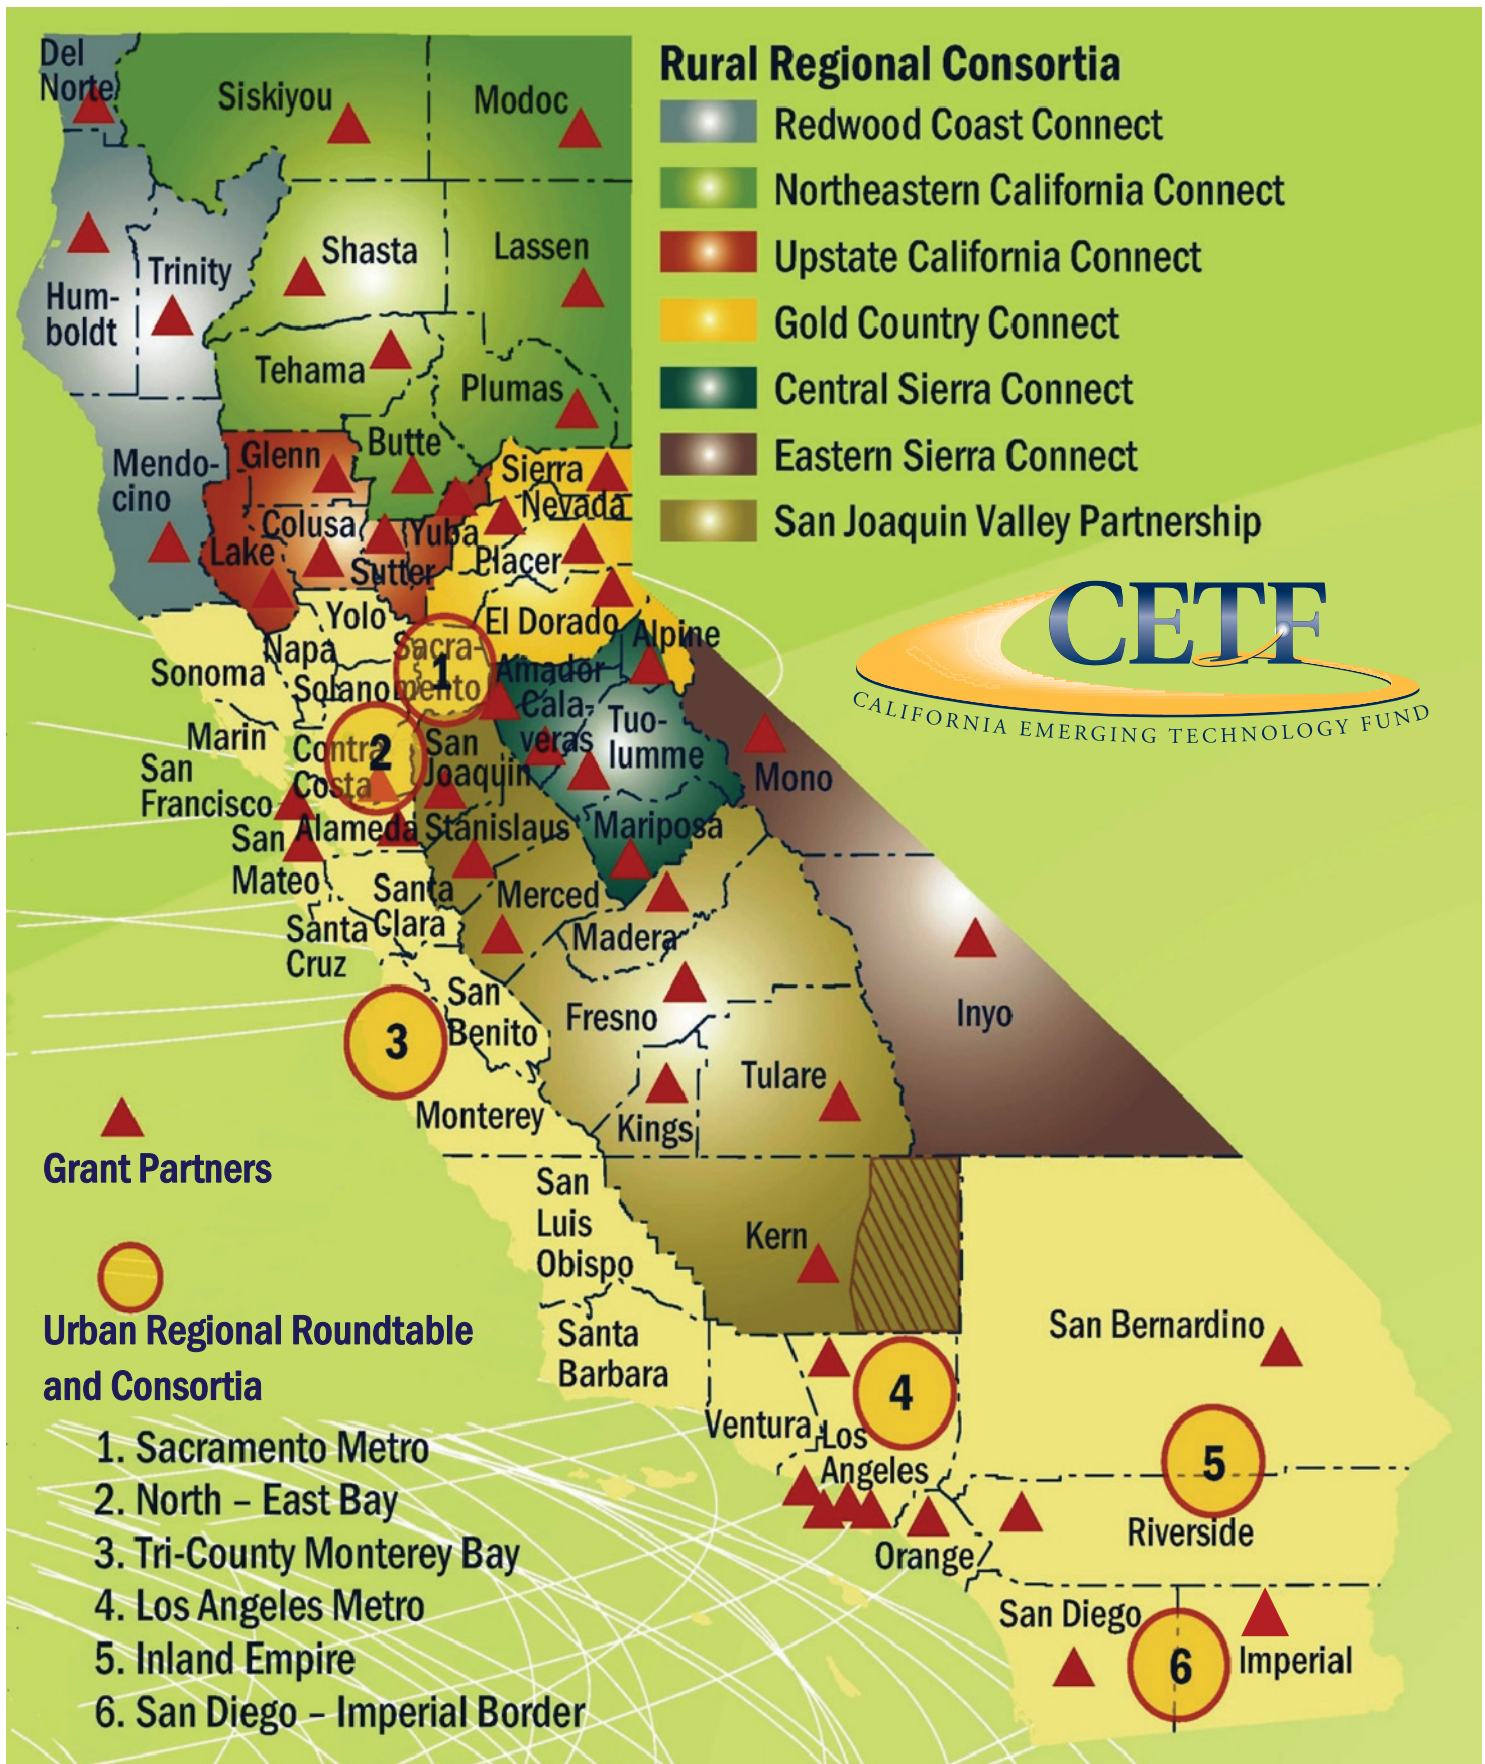 Rural Regional Consortia
Redwood Coast Connect
Northeastern California Connect
Upstate California Connect
Gold Country Connect
Central Sierra Connect
Eastern Sierra Connect
San Joaquin Valley Partnership
CETF
CALIFORNIA EMERGING TECHNOLOGY FUND
Del
Norte
Siskiyou
Modoc
Hum-
boldt
Trinity
Shasta
Lassen
Tehama
Plumas
Mendo-
cino
Glenn
Butte
Sierra
Nevada
Colusa
Yuba
Lake
Sutter
Placer
Yolo
El Dorado
Napa
Sacra-
mento
1
Alpine
Sonoma
Solano
Amador
Cala-
veras
Tuo-
lumme
Marin
Contra
Costa
2
San
Joaquin
Mono
San
Francisco
San
Mateo
Alameda
Stanislaus
Mariposa
Santa
Clara
Merced
Santa
Cruz
Madera
San
Benito
Fresno
Inyo
3
Tulare
Monterey
Kings
San
Luis
Obispo
Kern
Santa
Barbara
San Bernardino
Ventura
4
Los
Angeles
5
Orange
Riverside
San Diego
6
Imperial
Grant Partners
Urban Regional Roundtable
and Consortia
1. Sacramento Metro
2. North – East Bay
3. Tri-County Monterey Bay
4. Los Angeles Metro
5. Inland Empire
6. San Diego – Imperial Border